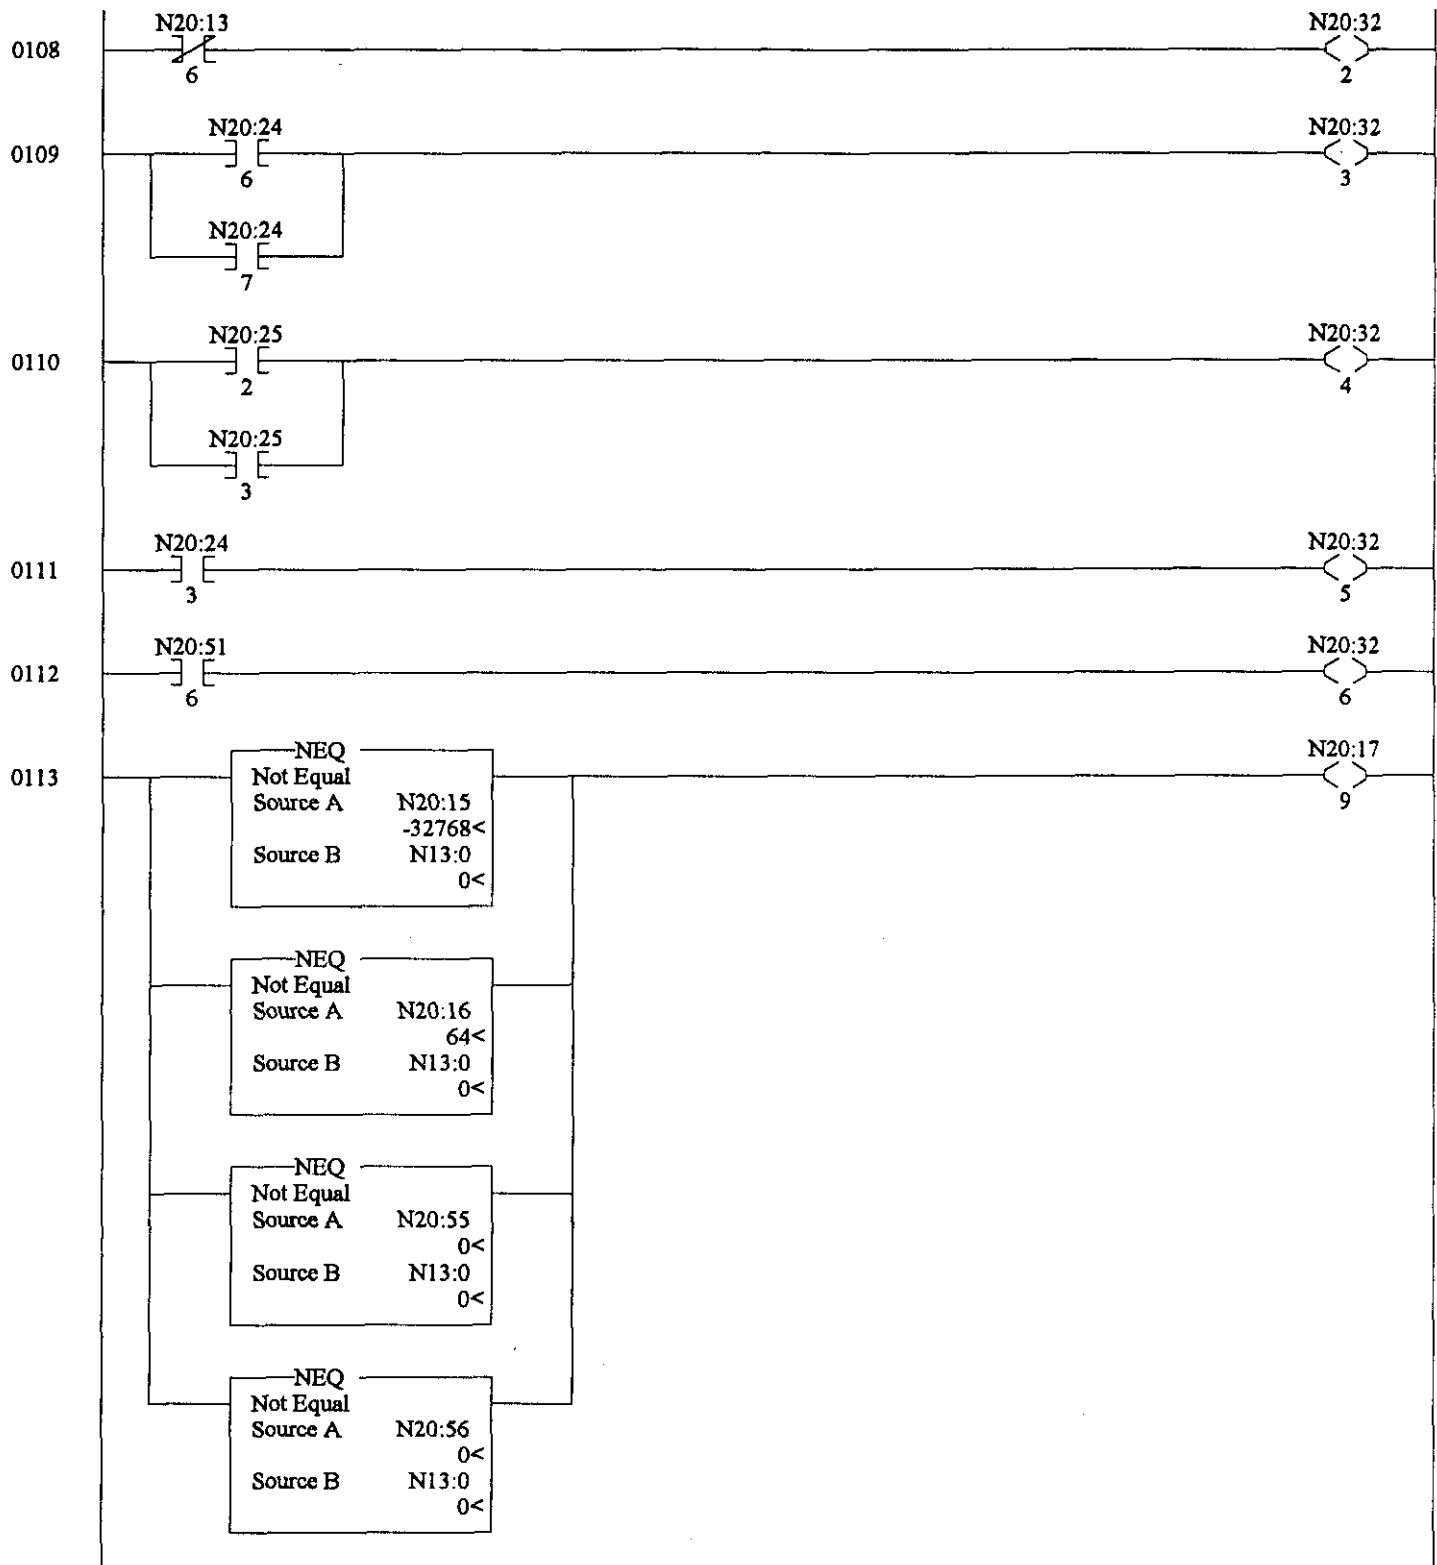 N20:13 N20:32
0108
6 2
N20:24 N20:32
0109
6 3
N20:24
7
N20:25 N20:32
0110
2 4
N20:25
3
N20:24 N20:32
0111
3 5
N20:51 N20:32
0112
6 6
NEQ N20:17
0113 Not Equal
Source A N20:15 9
-32768<
Source B N13:0
0<
NEQ
Not Equal
Source A N20:16
64<
Source B N13:0
0<
NEQ
Not Equal
Source A N20:55
0<
Source B N13:0
0<
NEQ
Not Equal
Source A N20:56
0<
Source B N13:0
0<